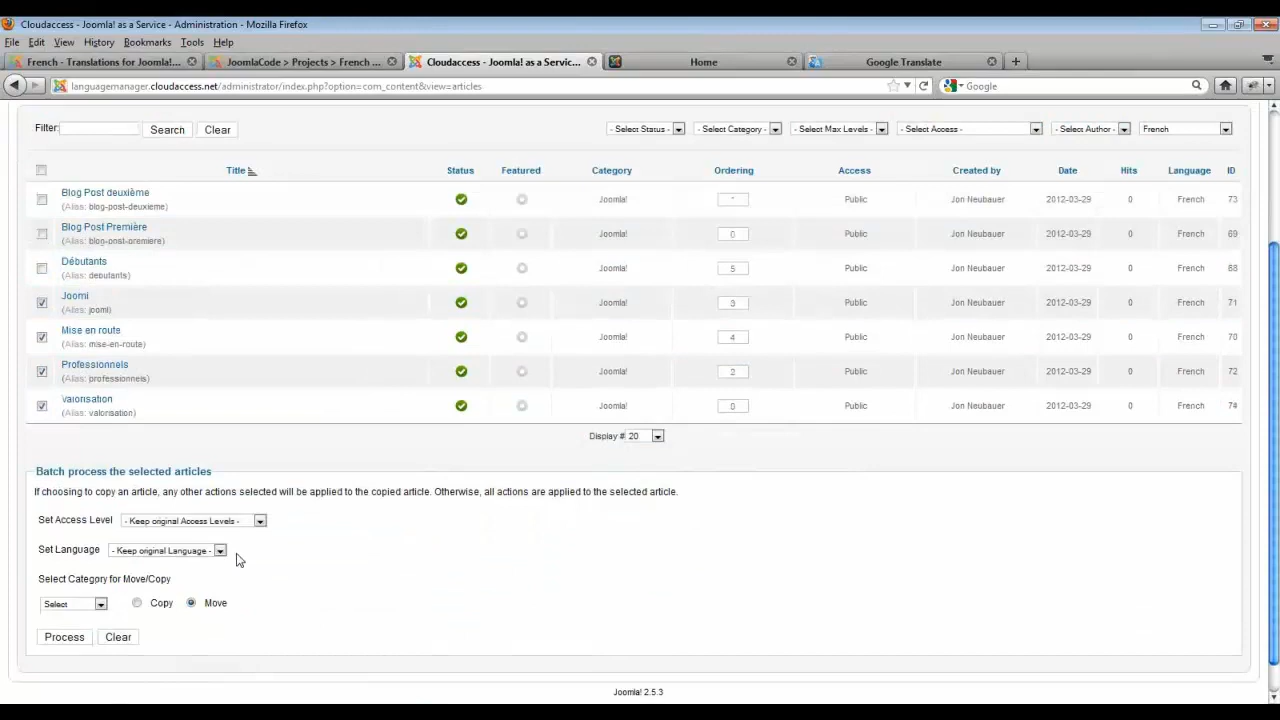 Cloudaccess - Joomla! as a Service - Administration - Mozilla Firefox
File Edit View History Bookmarks Tools Help
French - Translations for Joomla!... JoomlaCode > Projects > French ... Cloudaccess - Joomla! as a Servic... Home Google Translate
languagemanager.cloudaccess.net/administrator/index.php?option=com_content&view=articles Google
Filter: Search Clear - Select Status - - Select Category - - Select Max Levels - - Select Access - - Select Author - French
Title Status Featured Category Ordering Access Created by Date Hits Language ID
Blog Post deuxième Joomla! Public Jon Neubauer 2012-03-29 0 French 73
(Alias: blog-post-deuxieme)
Blog Post Première Joomla! 0 Public Jon Neubauer 2012-03-29 0 French 69
(Alias: blog-post-premiere)
Débutants Joomla! 5 Public Jon Neubauer 2012-03-29 0 French 68
(Alias: debutants)
Joomi Joomla! 3 Public Jon Neubauer 2012-03-29 0 French 71
(Alias: joomi)
Mise en route Joomla! 4 Public Jon Neubauer 2012-03-29 0 French 70
(Alias: mise-en-route)
Professionnels Joomla! 2 Public Jon Neubauer 2012-03-29 0 French 72
(Alias: professionnels)
Valorisation Joomla! 0 Public Jon Neubauer 2012-03-29 0 French 74
(Alias: valorisation)
Display # 20
Batch process the selected articles
If choosing to copy an article, any other actions selected will be applied to the copied article. Otherwise, all actions are applied to the selected article.
Set Access Level - Keep original Access Levels -
Set Language - Keep original Language -
Select Category for Move/Copy
Select Copy Move
Process Clear
Joomla! 2.5.3